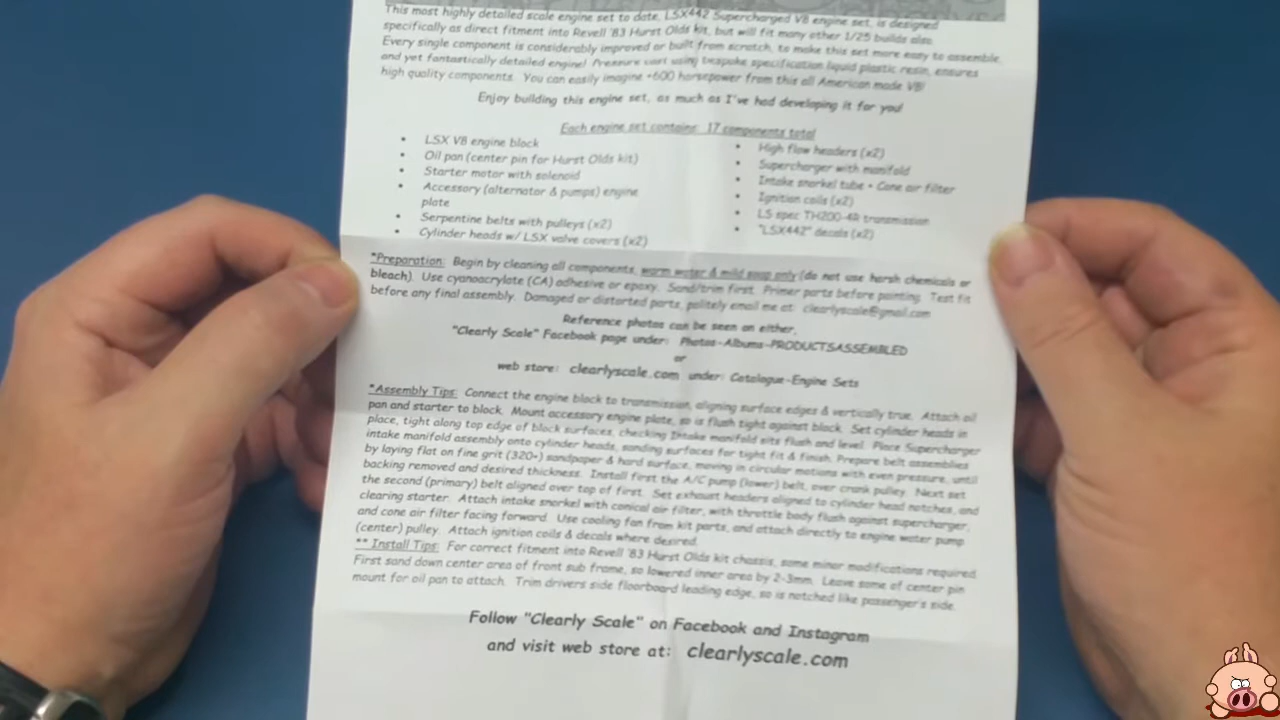 This most highly detailed scale engine set to date, LSX442 Supercharged V8 engine set, is designed
specifically as direct fitment into Revell '83 Hurst Olds kit, but will fit many other 1/25 builds also.
Every single component is considerably improved or built from scratch, to make this set more easy to assemble,
and yet fantastically detailed engine! Pressure cast using bespoke specification liquid plastic resin, ensures
high quality components. You can easily imagine +600 horsepower from this all American made V8!
Enjoy building this engine set, as much as I've had developing it for you!
Each engine set contains: 17 components total
• LSX V8 engine block
• Oil pan (center pin for Hurst Olds kit)
• Starter motor with solenoid
• Accessory (alternator & pumps) engine
plate
• Serpentine belts with pulleys (x2)
• Cylinder heads w/ LSX valve covers (x2)
• High flow headers (x2)
• Supercharger with manifold
• Intake snorkel tube + Cone air filter
• Ignition coils (x2)
• LS spec TH200-4R transmission
• "LSX442" decals (x2)
*Preparation: Begin by cleaning all components, warm water & mild soap only (do not use harsh chemicals or
bleach). Use cyanoacrylate (CA) adhesive or epoxy. Sand/trim first. Primer parts before painting. Test fit
before any final assembly. Damaged or distorted parts, politely email me at: clearlyscale@gmail.com
Reference photos can be seen on either,
"Clearly Scale" Facebook page under: Photos-Albums-PRODUCTSASSEMBLED
or
web store: clearlyscale.com under: Catalogue-Engine Sets
*Assembly Tips: Connect the engine block to transmission, aligning surface edges & vertically true. Attach oil
pan and starter to block. Mount accessory engine plate, so is flush tight against block. Set cylinder heads in
place, tight along top edge of block surfaces, checking Intake manifold sits flush and level. Place Supercharger
intake manifold assembly onto cylinder heads, sanding surfaces for tight fit & finish. Prepare belt assemblies
by laying flat on fine grit (320+) sandpaper & hard surface, moving in circular motions with even pressure, until
backing removed and desired thickness. Install first the A/C pump (lower) belt, over crank pulley. Next set
the second (primary) belt aligned over top of first. Set exhaust headers aligned to cylinder head notches, and
clearing starter. Attach intake snorkel with conical air filter, with throttle body flush against supercharger,
and cone air filter facing forward. Use cooling fan from kit parts, and attach directly to engine water pump
(center) pulley. Attach ignition coils & decals where desired.
** Install Tips: For correct fitment into Revell '83 Hurst Olds kit chassis, some minor modifications required.
First sand down center area of front sub frame, so lowered inner area by 2-3mm. Leave some of center pin
mount for oil pan to attach. Trim drivers side floorboard leading edge, so is notched like passenger's side.
Follow "Clearly Scale" on Facebook and Instagram
and visit web store at: clearlyscale.com